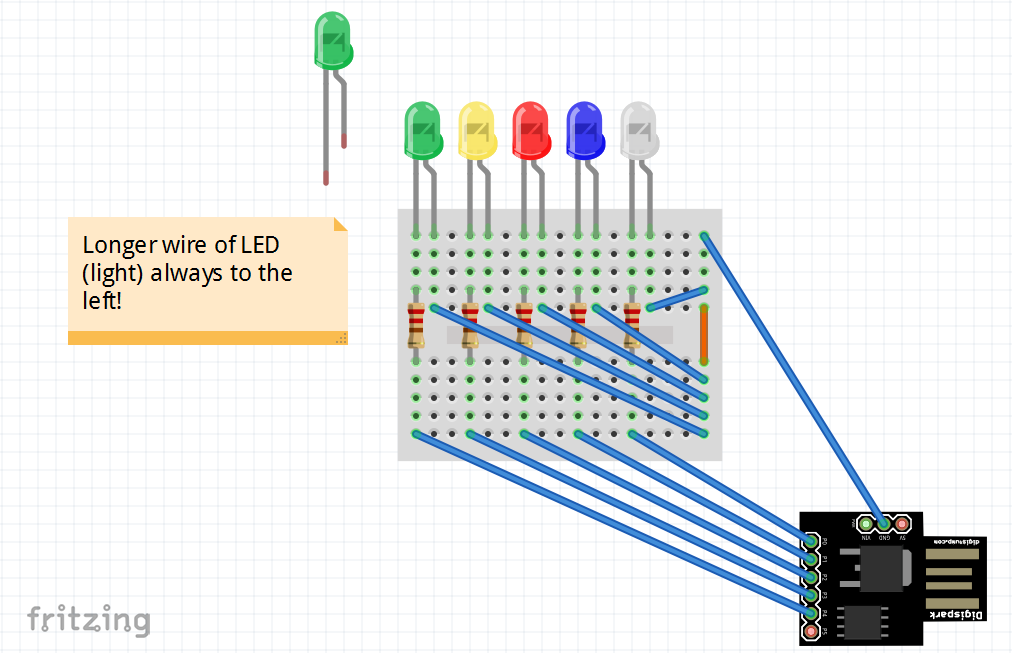 Longer wire of LED
(light) always to the
left!
PWR
VIN
GND
5V
P0
P1
P2
P3
P4
P5
digistump.com
Digispark
fritzing